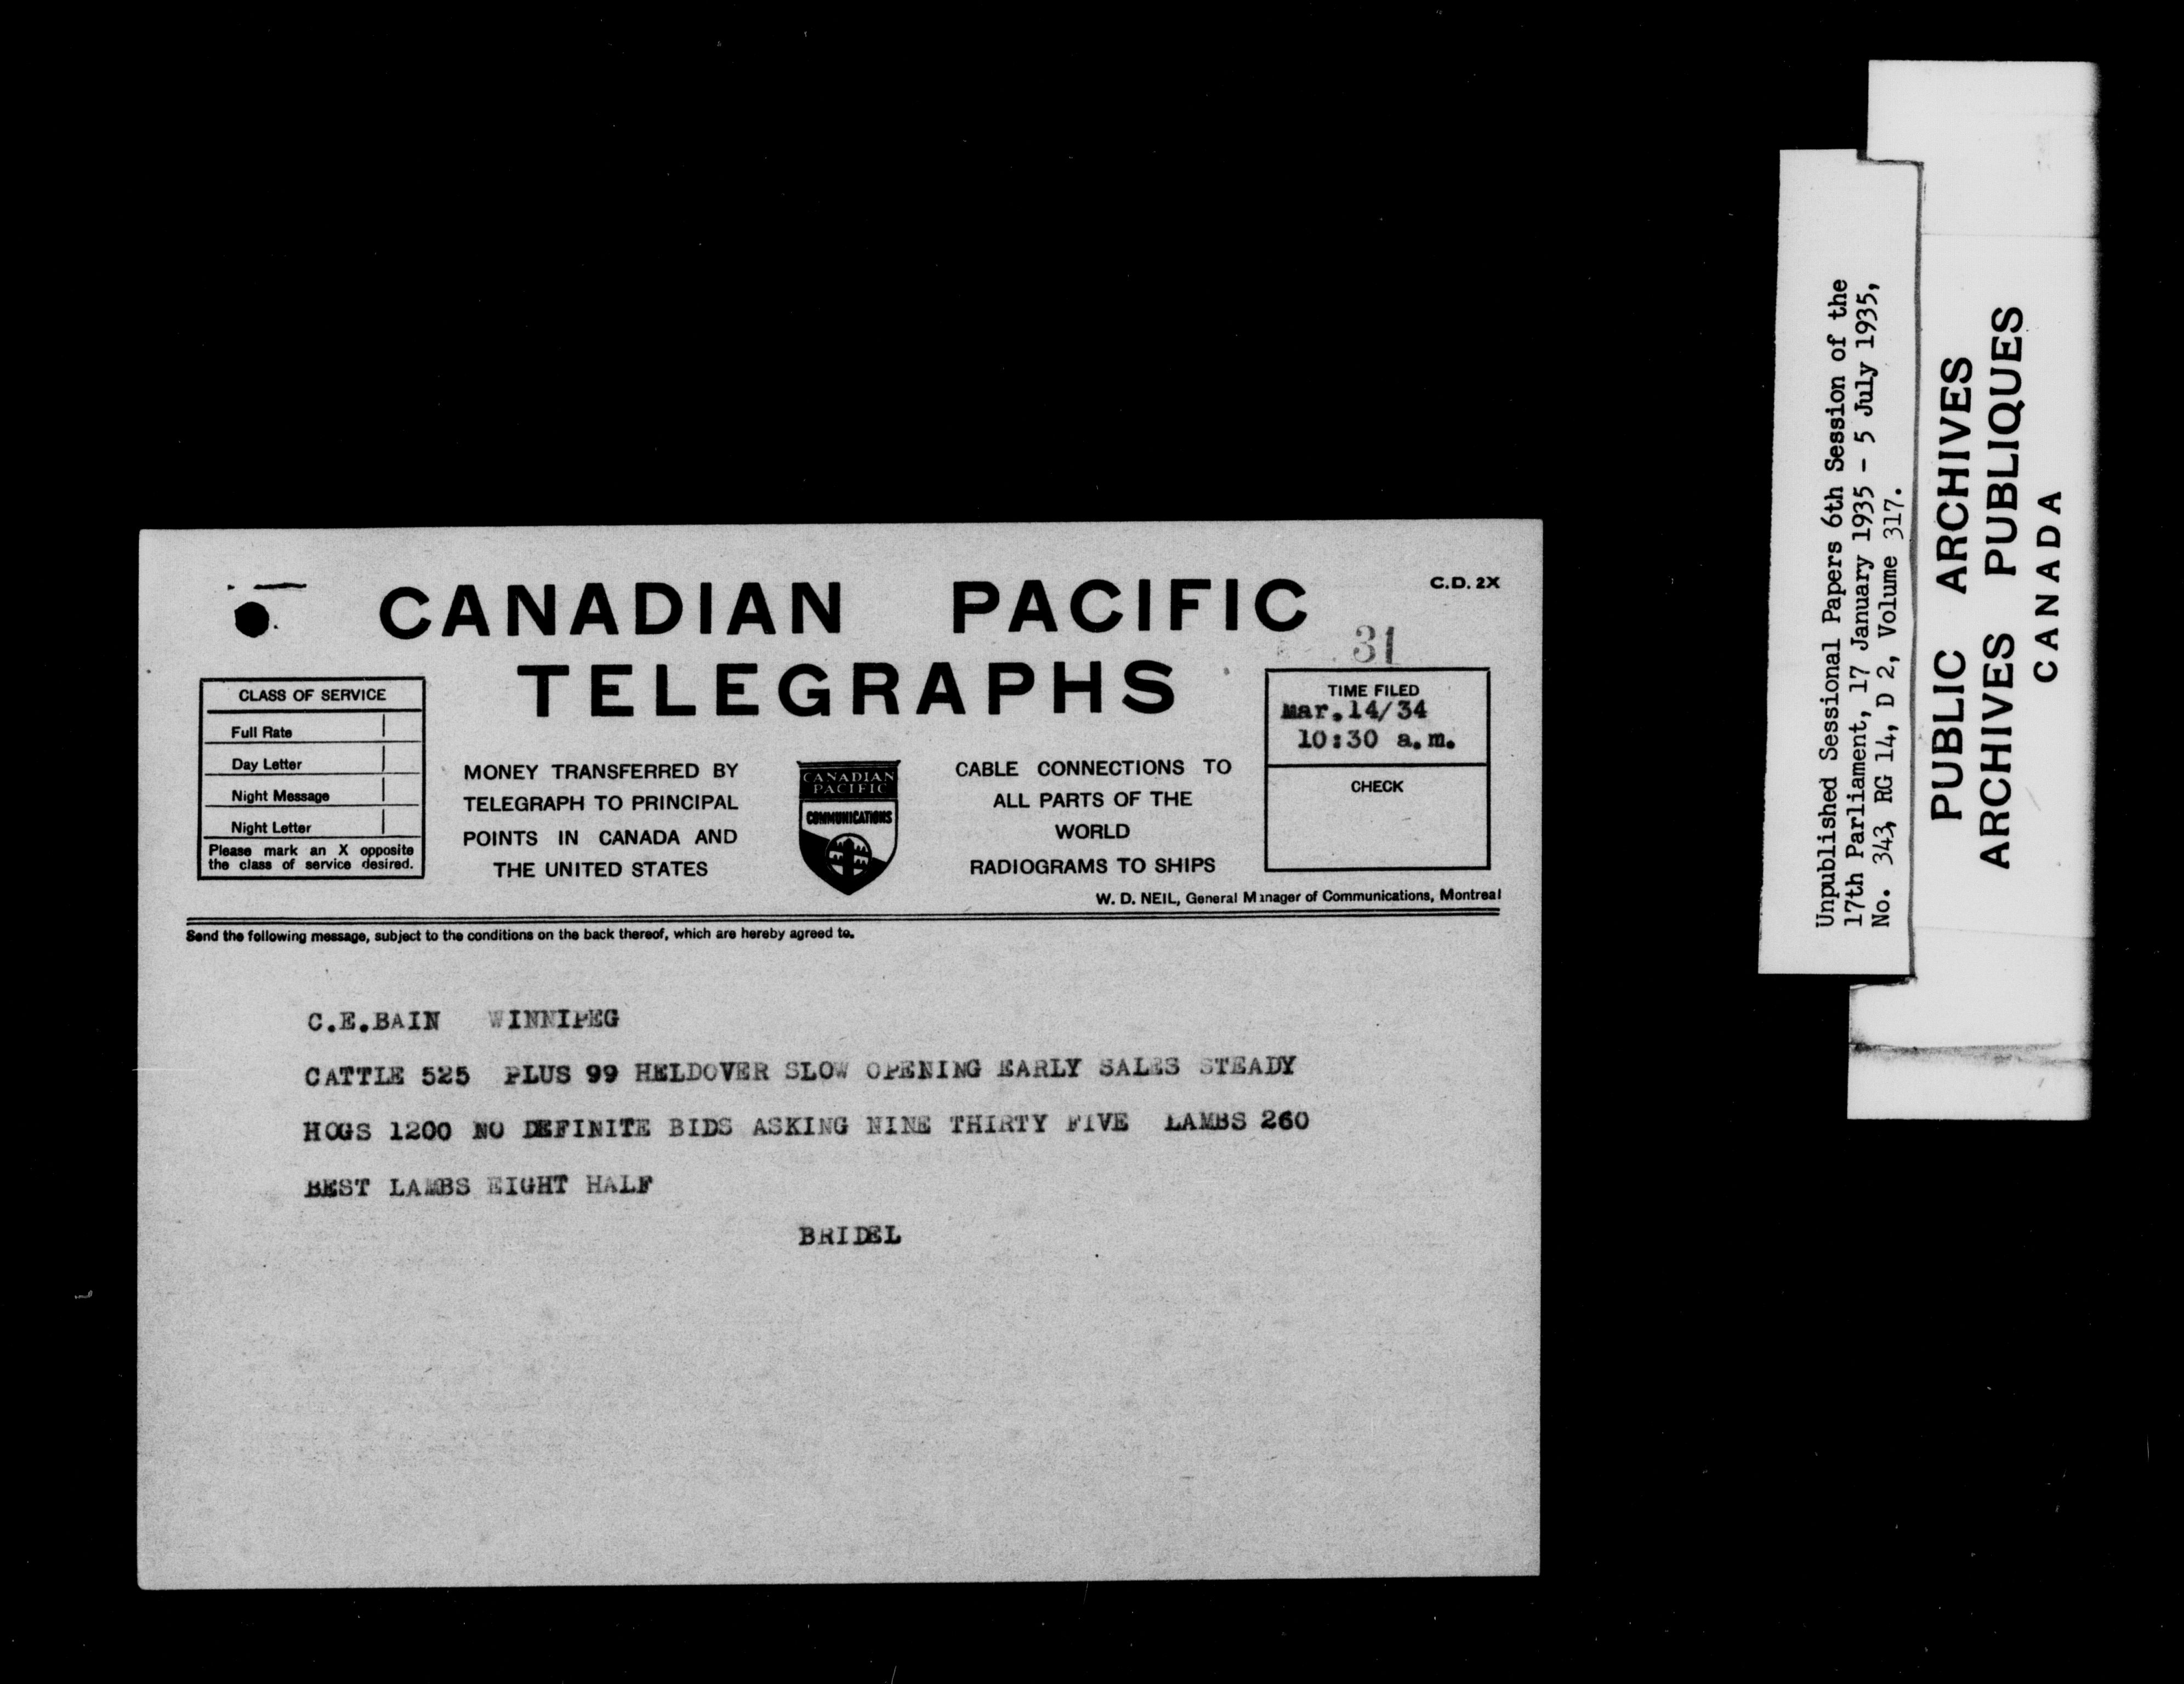 C.D. 2X
CANADIAN PACIFIC
31
TELEGRAPHS
CLASS OF SERVICE
Full Rate
Day Letter
Night Message
Night Letter
Please mark an X opposite
the class of service desired.
MONEY TRANSFERRED BY
TELEGRAPH TO PRINCIPAL
POINTS IN CANADA AND
THE UNITED STATES
CANADIAN
PACIFIC
COMMUNICATIONS
CABLE CONNECTIONS TO
ALL PARTS OF THE
WORLD
RADIOGRAMS TO SHIPS
TIME FILED
Mar.14/34
10:30 a.m.
CHECK
W. D. NEIL, General Manager of Communications, Montreal
Send the following message, subject to the conditions on the back thereof, which are hereby agreed to.
C.E.BAIN WINNIPEG
CATTLE 525 PLUS 99 HELDOVER SLOW OPENING EARLY SALES STEADY
HOGS 1200 NO DEFINITE BIDS ASKING NINE THIRTY FIVE LAMBS 260
BEST LAMBS EIGHT HALF
BRIDEL
Unpublished Sessional Papers 6th Session of the
17th Parliament, 17 January 1935 - 5 July 1935,
No. 343, RG 14, D 2, Volume 317.
PUBLIC ARCHIVES
ARCHIVES PUBLIQUES
CANADA